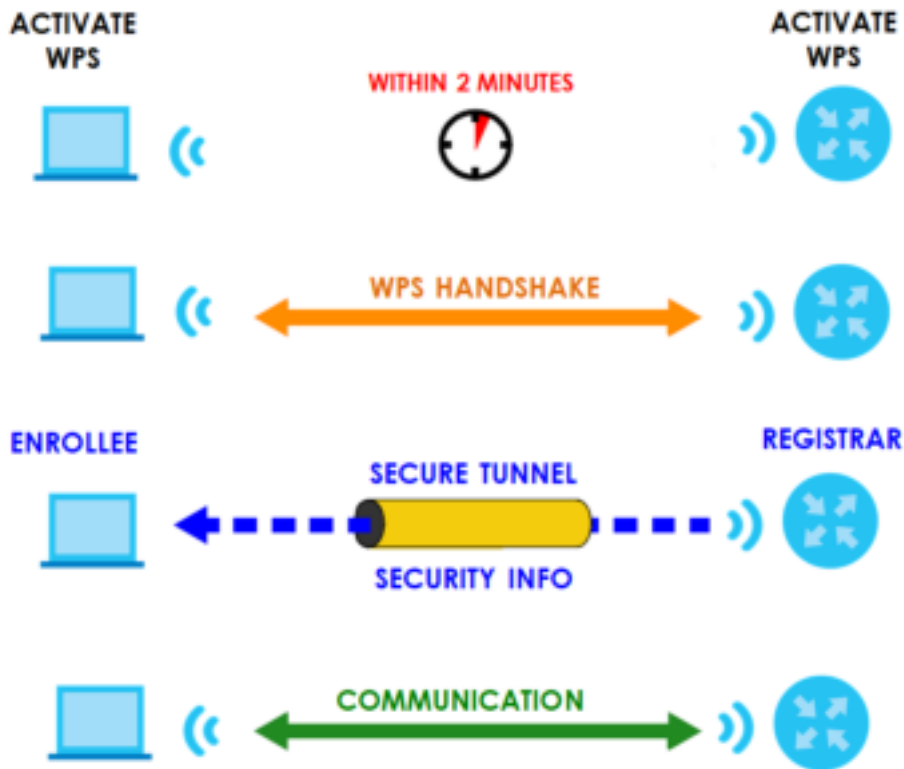 ACTIVATE
WPS
ACTIVATE
WPS
WITHIN 2 MINUTES
WPS HANDSHAKE
ENROLLEE
REGISTRAR
SECURE TUNNEL
SECURITY INFO
COMMUNICATION